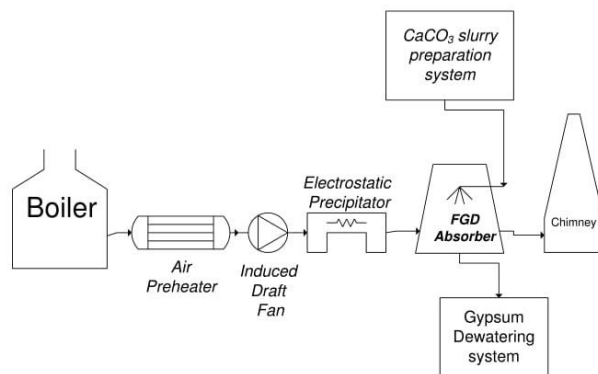 CaCO₃ slurry
preparation
system
Boiler
Air
Preheater
Induced
Draft
Fan
Electrostatic
Precipitator
FGD
Absorber
Chimney
Gypsum
Dewatering
system